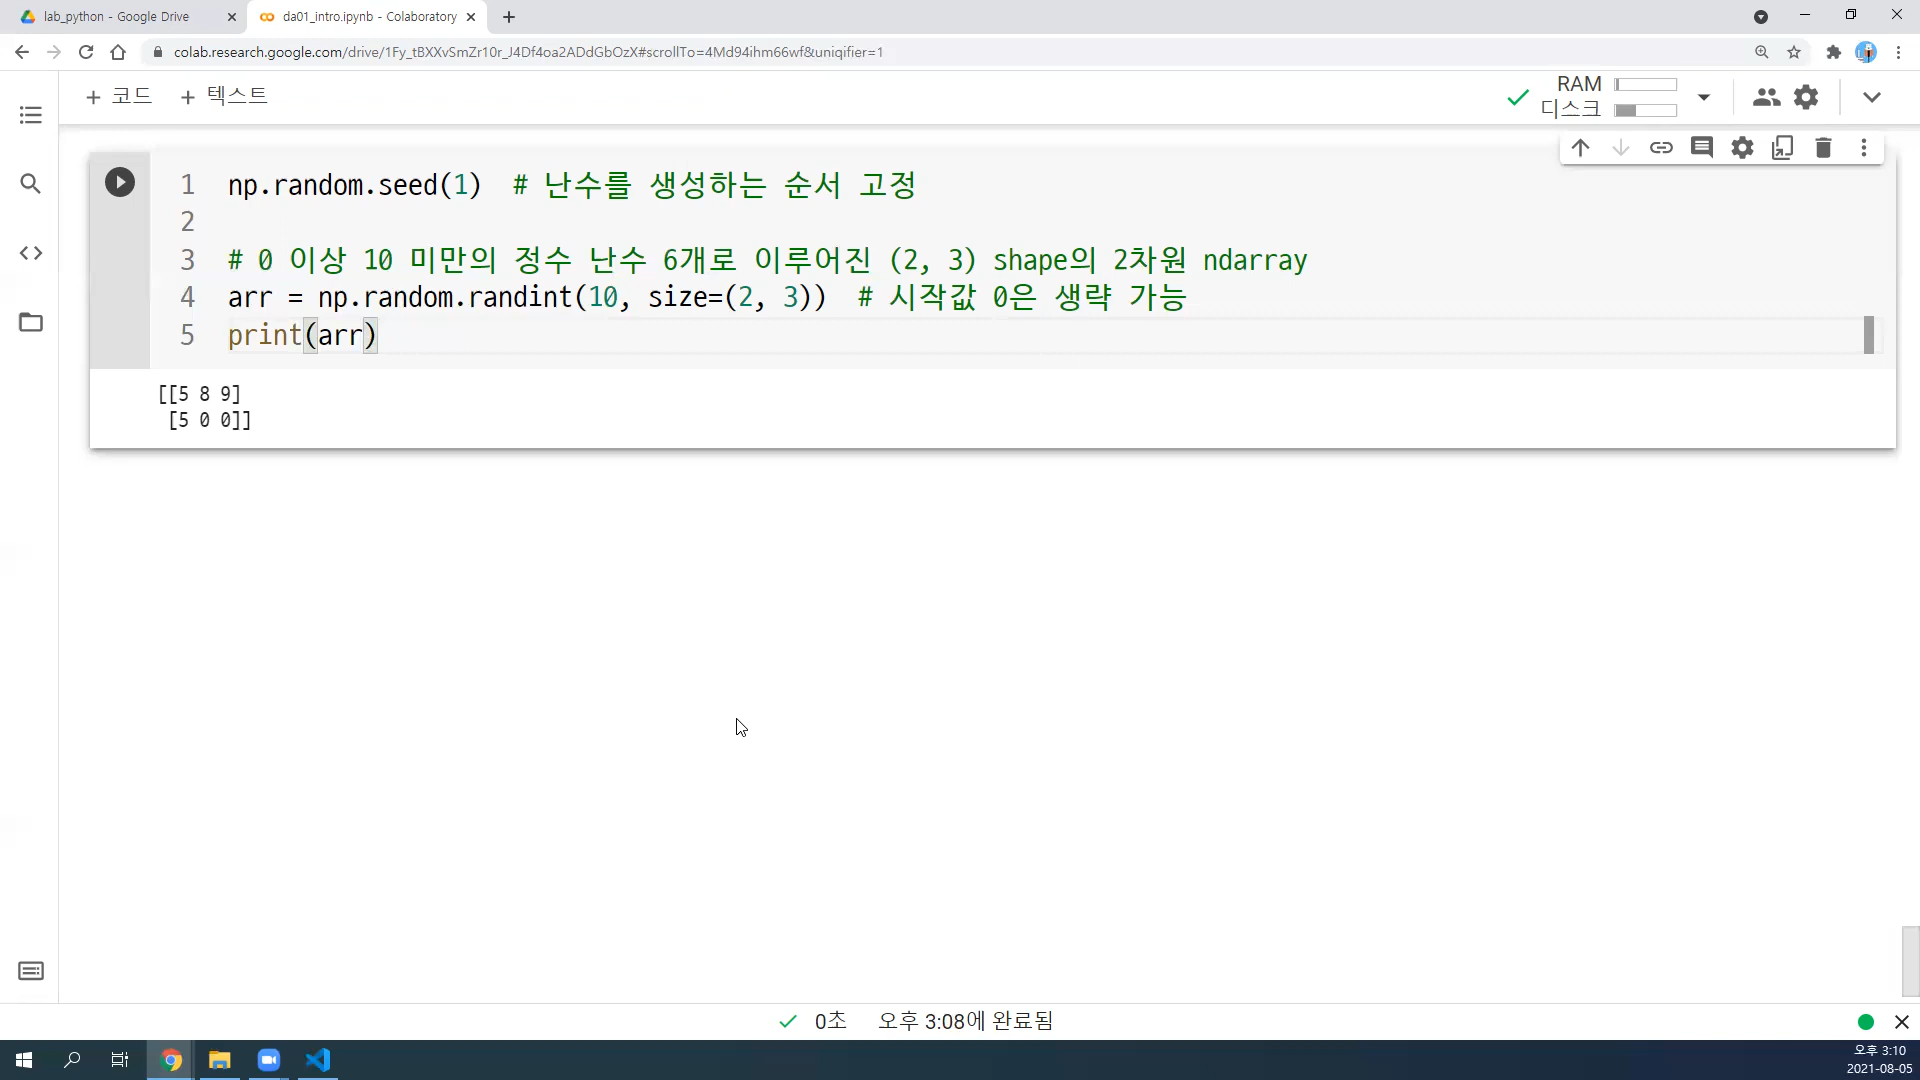 lab_python - Google Drive
da01_intro.ipynb - Colaboratory
colab.research.google.com/drive/1Fy_tBXXvSmZr10r_J4Df4oa2ADdGbOzX#scrollTo=4Md94ihm66wf&uniqifier=1
+ 코드 + 텍스트
RAM
디스크
1 np.random.seed(1) # 난수를 생성하는 순서 고정
2
3 # 0 이상 10 미만의 정수 난수 6개로 이루어진 (2, 3) shape의 2차원 ndarray
4 arr = np.random.randint(10, size=(2, 3)) # 시작값 0은 생략 가능
5 print(arr)
[[5 8 9]
[5 0 0]]
0초 오후 3:08에 완료됨
오후 3:10
2021-08-05